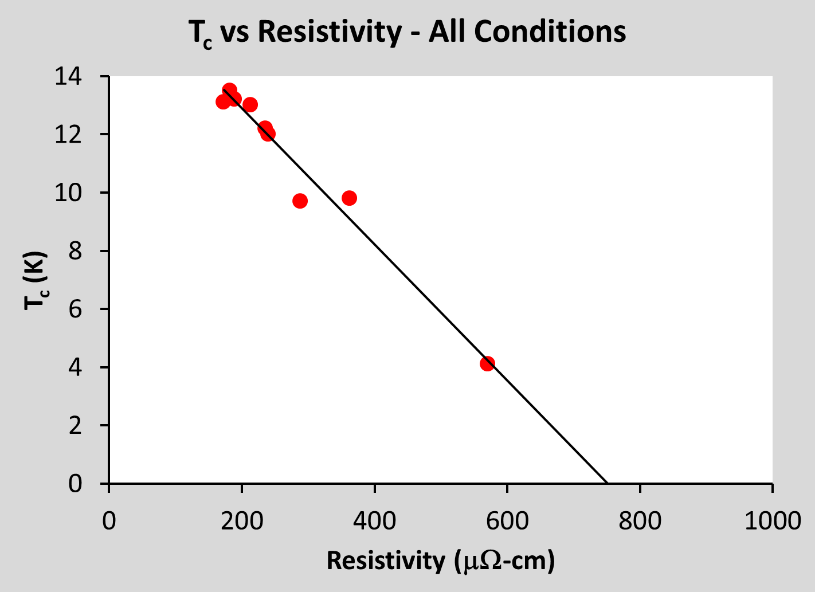 Tc vs Resistivity - All Conditions
14
12
10
8
6
4
2
0
Tc (K)
0 200 400 600 800 1000
Resistivity (μΩ-cm)